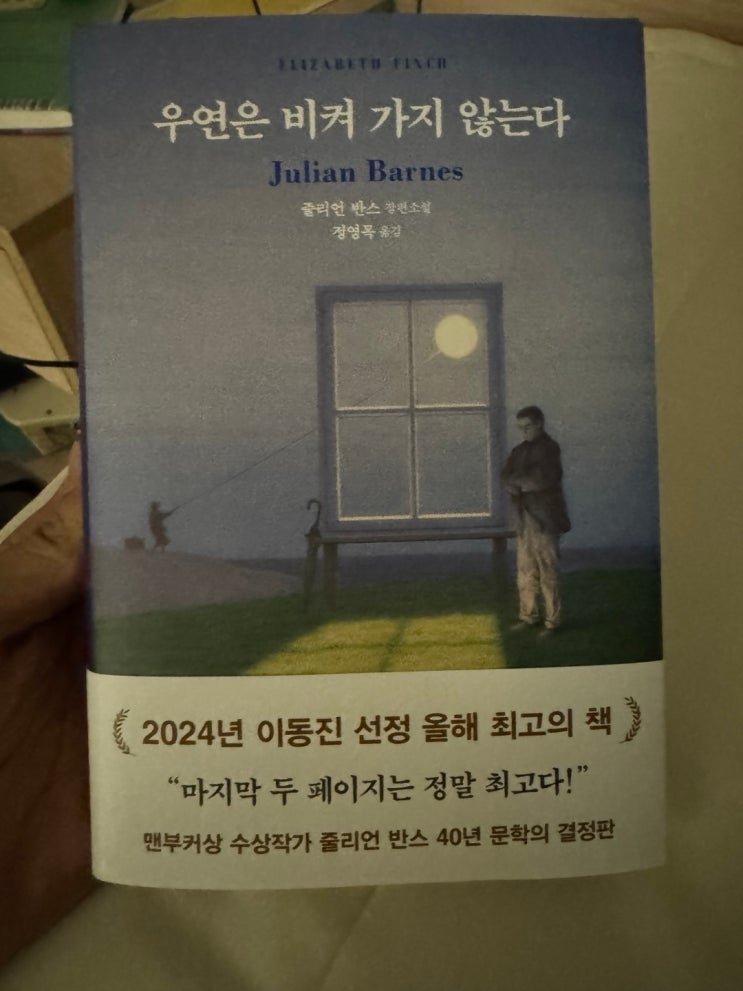 ELIZABETH FINCH
우연은 비켜 가지 않는다
Julian Barnes
줄리언 반스 장편소설
정영목 옮김
2024년 이동진 선정 올해 최고의 책
“마지막 두 페이지는 정말 최고다!”
맨부커상 수상작가 줄리언 반스 40년 문학의 결정판